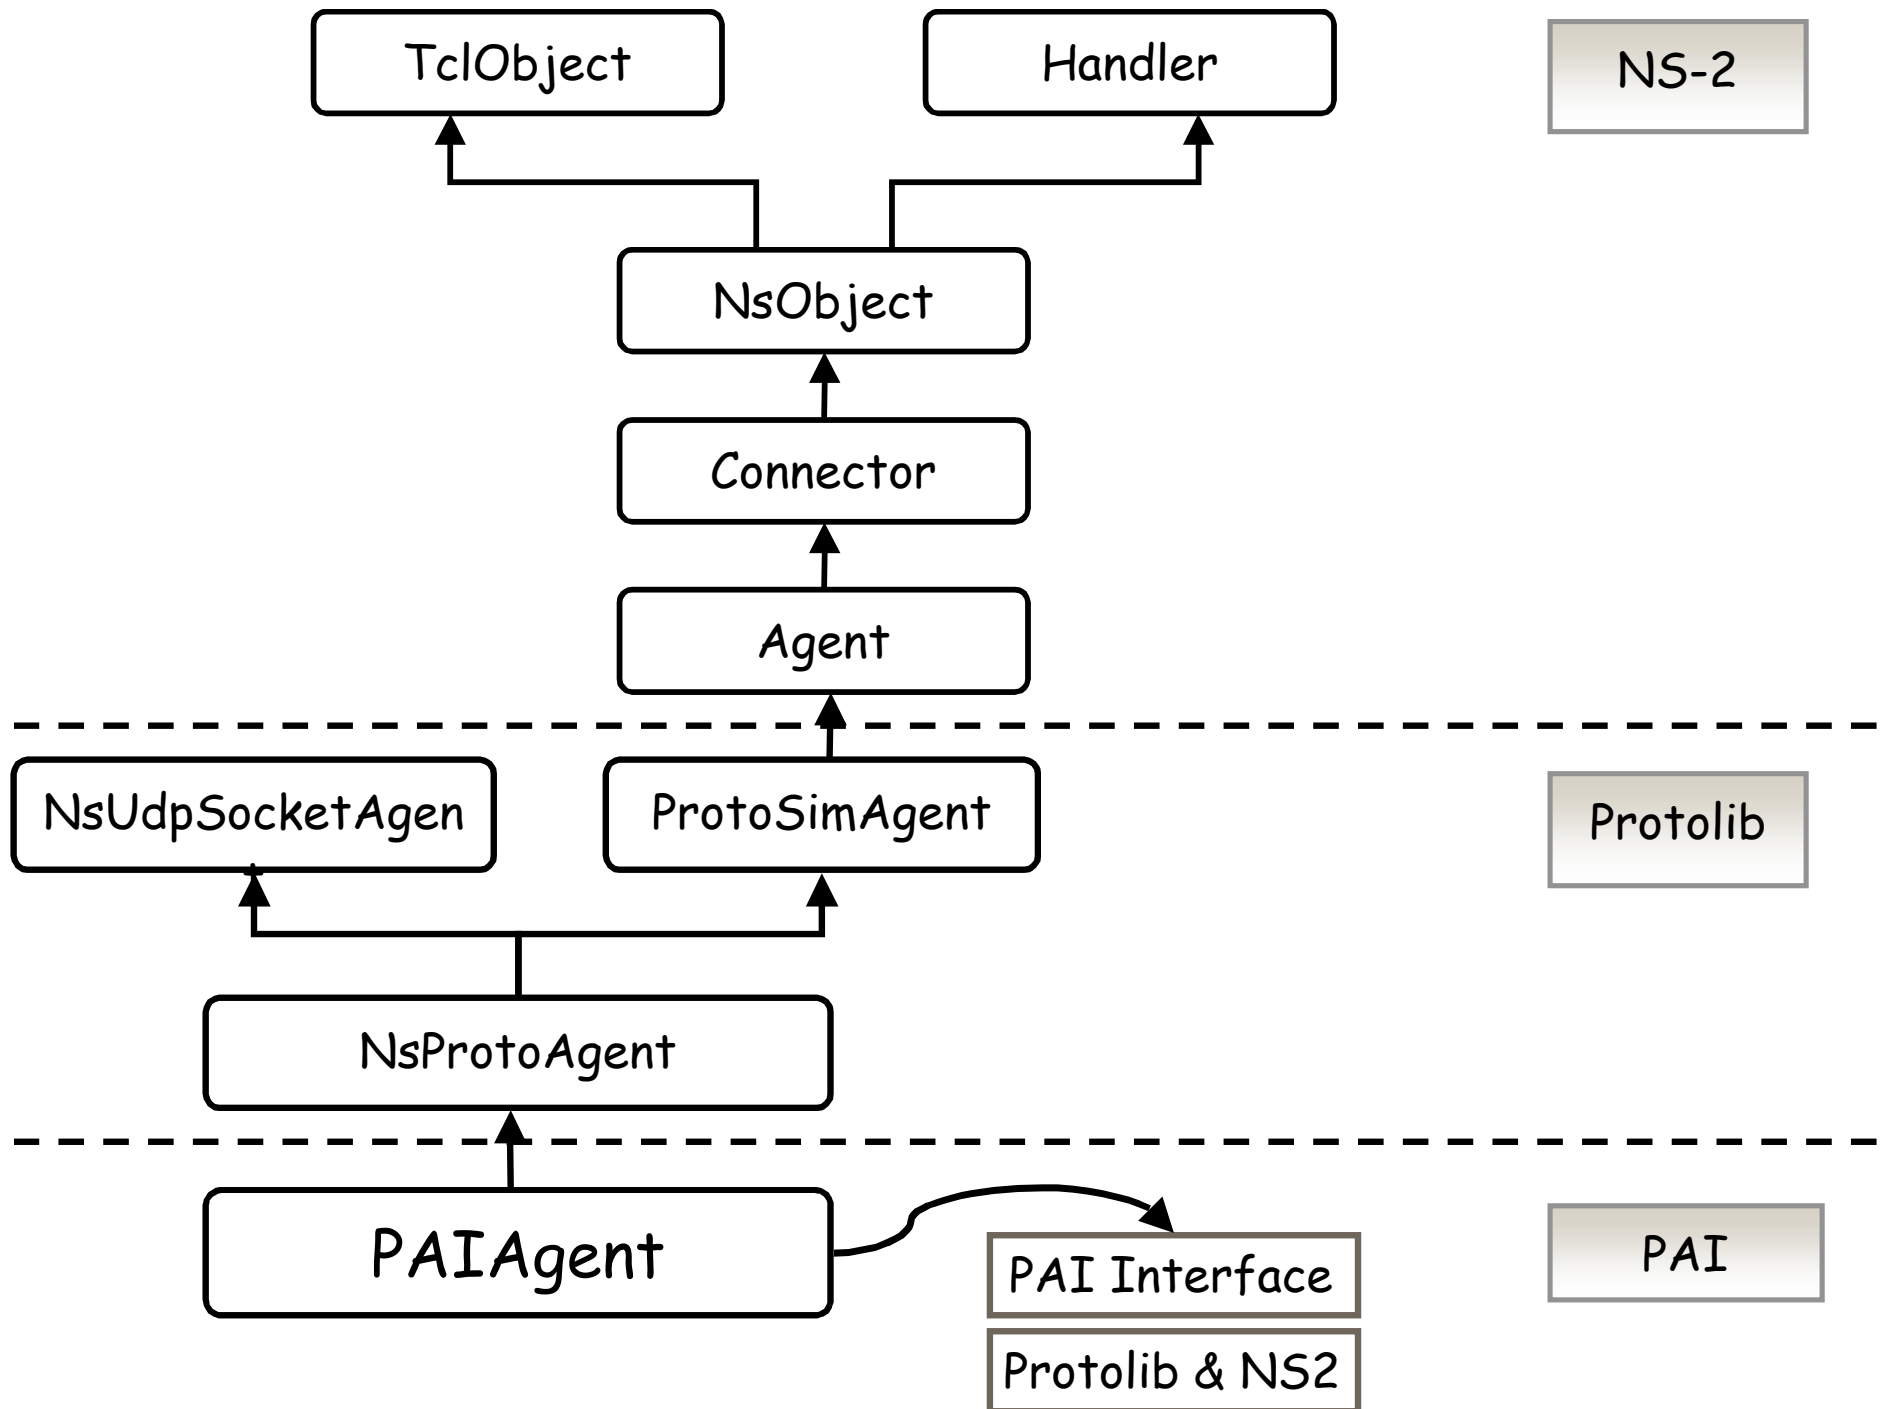 TclObject
Handler
NS-2
NsObject
Connector
Agent
NsUdpSocketAgen
ProtoSimAgent
Protolib
NsProtoAgent
PAIAgent
PAI Interface
PAI
Protolib & NS2